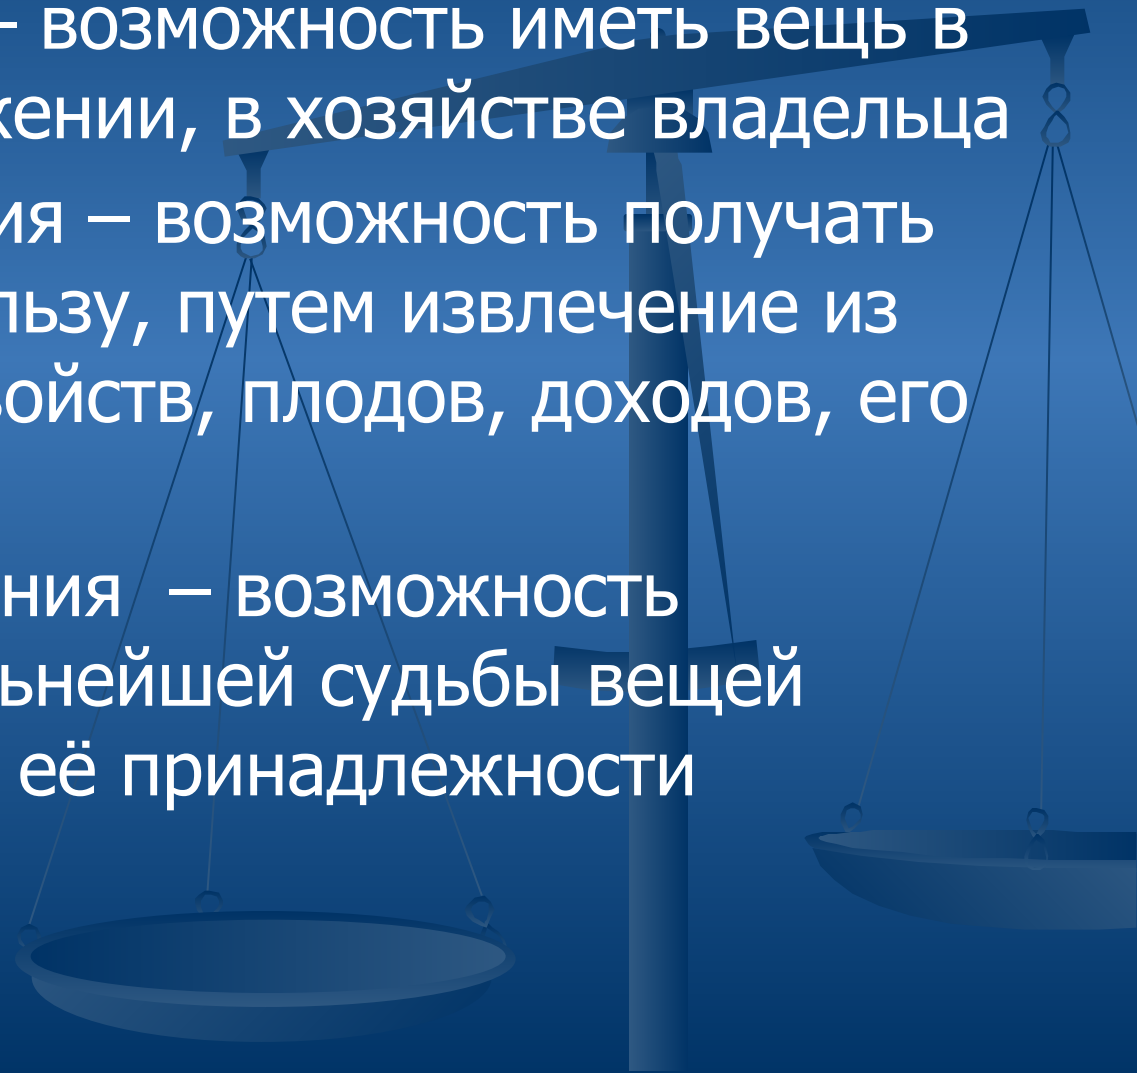 – возможность иметь вещь в
жении, в хозяйстве владельца
ия – возможность получать
льзу, путем извлечение из
войств, плодов, доходов, его
ния – возможность
ьнейшей судьбы вещей
её принадлежности